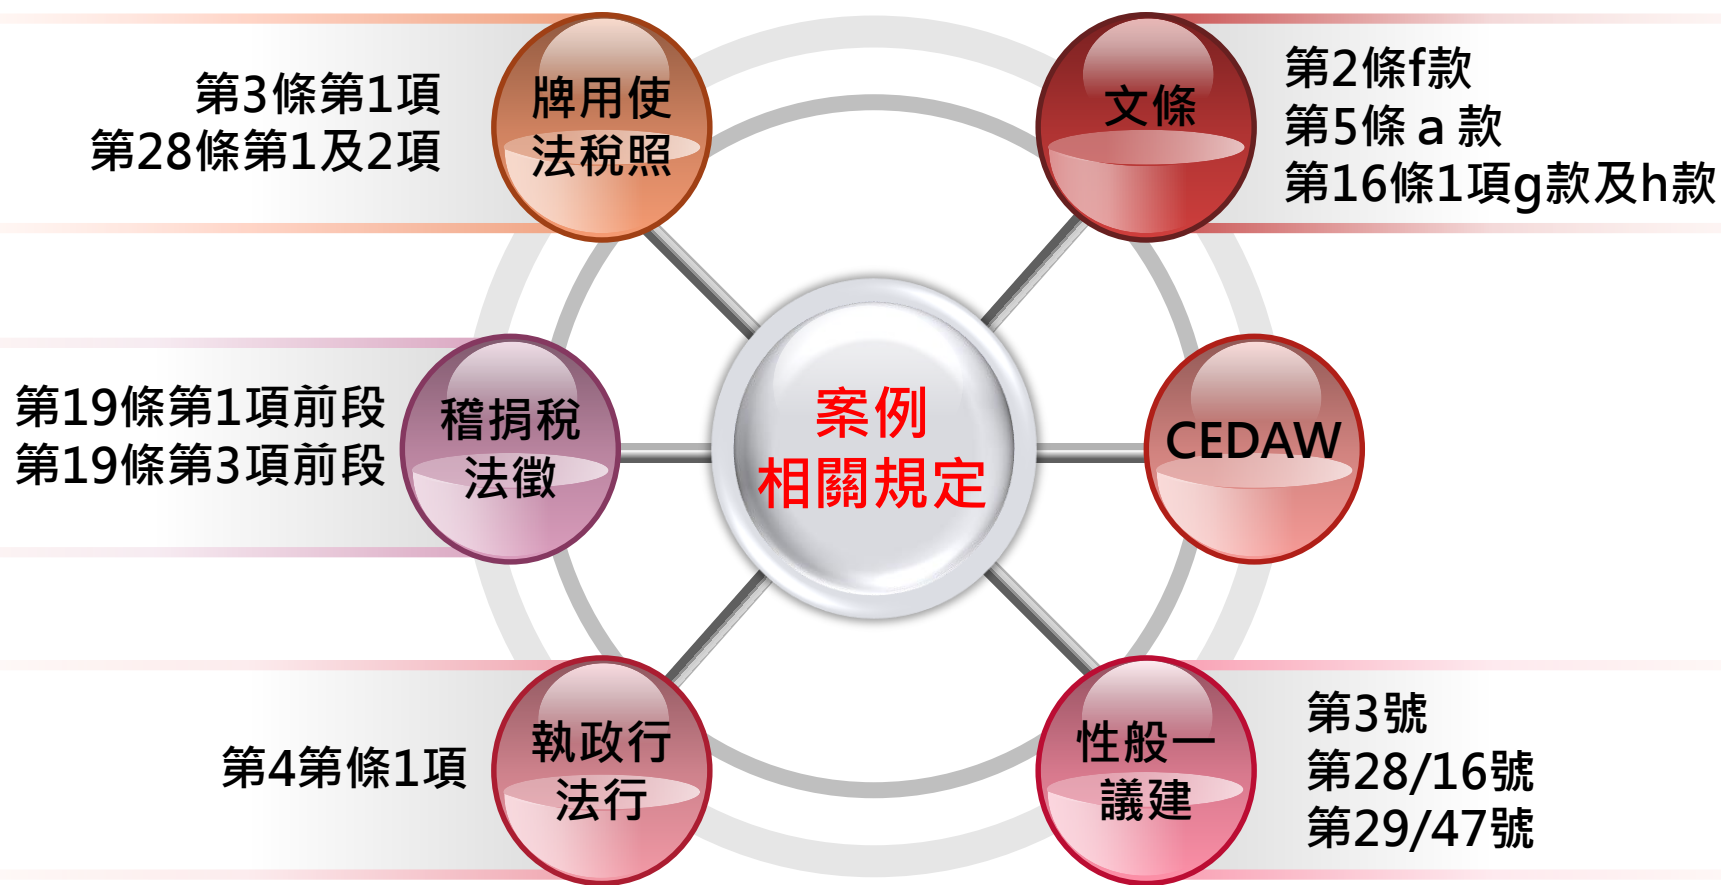 第3條第1項
第28條第1及2項
牌用使
法稅照
文條
第2條f款
第5條 a 款
第16條1項g款及h款
第19條第1項前段
第19條第3項前段
稽捐稅
法徵
案例
相關規定
CEDAW
第4第條1項
執政行
法行
性般一
議建
第3號
第28/16號
第29/47號